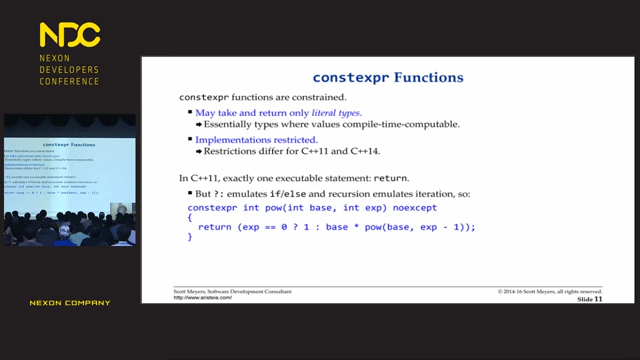 NDC
NEXON
DEVELOPERS
CONFERENCE
constexpr Functions
constexpr functions are constrained.
▪ May take and return only literal types.
➔ Essentially types where values compile-time-computable.
▪ Implementations restricted.
➔ Restrictions differ for C++11 and C++14.
In C++11, exactly one executable statement: return.
▪ But ?: emulates if/else and recursion emulates iteration, so:
constexpr int pow(int base, int exp) noexcept
{
return (exp == 0 ? 1 : base * pow(base, exp - 1));
}
Scott Meyers, Software Development Consultant
http://www.aristeia.com/
© 2014-16 Scott Meyers, all rights reserved.
Slide 11
constexpr Functions
NEXON COMPANY